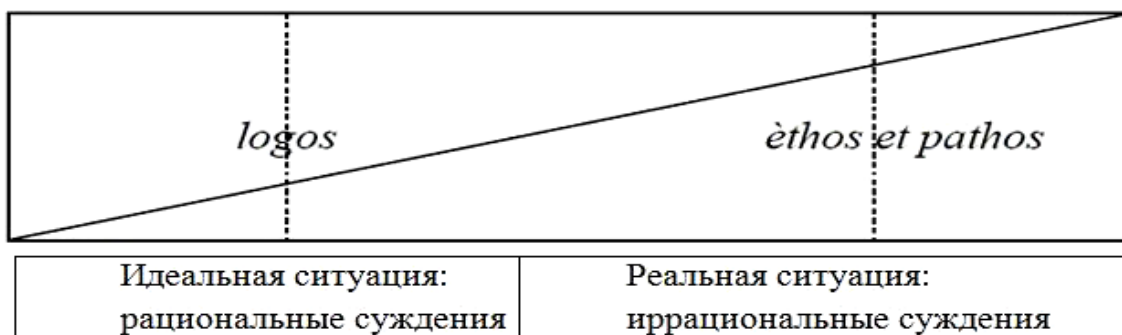 logos
èthos et pathos
Идеальная ситуация:
рациональные суждения
Реальная ситуация:
иррациональные суждения